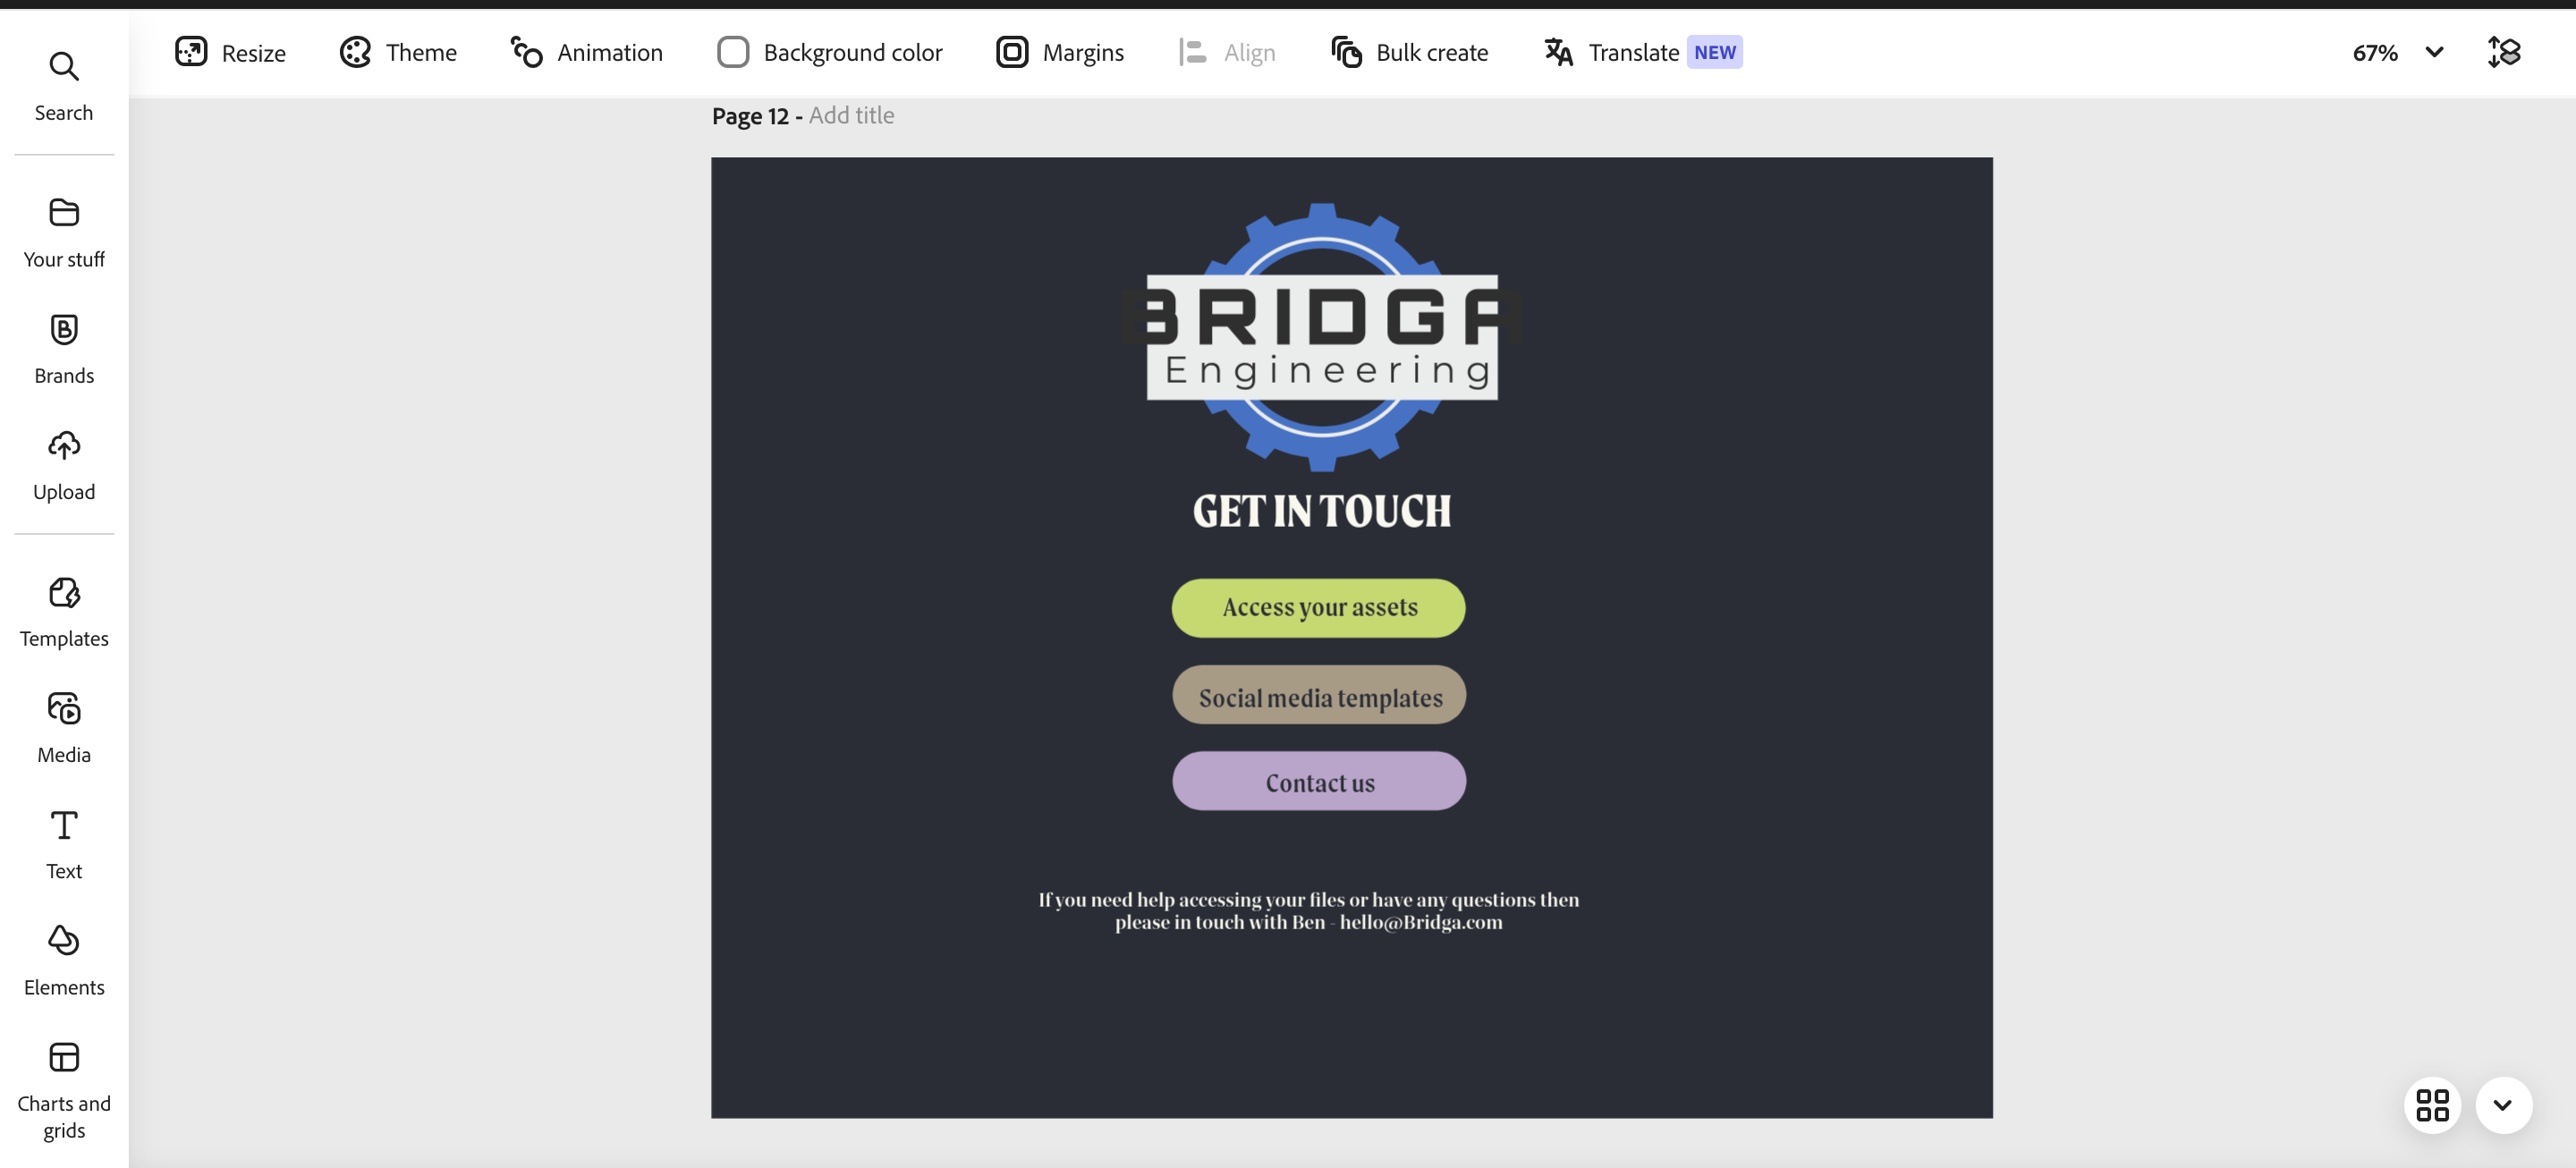 Resize
Theme
Animation
Background color
Margins
Align
Bulk create
Translate NEW
67%
Search
Your stuff
Brands
Upload
Templates
Media
Text
Elements
Charts and
grids
Page 12 - Add title
BRIDGA
Engineering
GET IN TOUCH
Access your assets
Social media templates
Contact us
If you need help accessing your files or have any questions then
please in touch with Ben - hello@Bridga.com